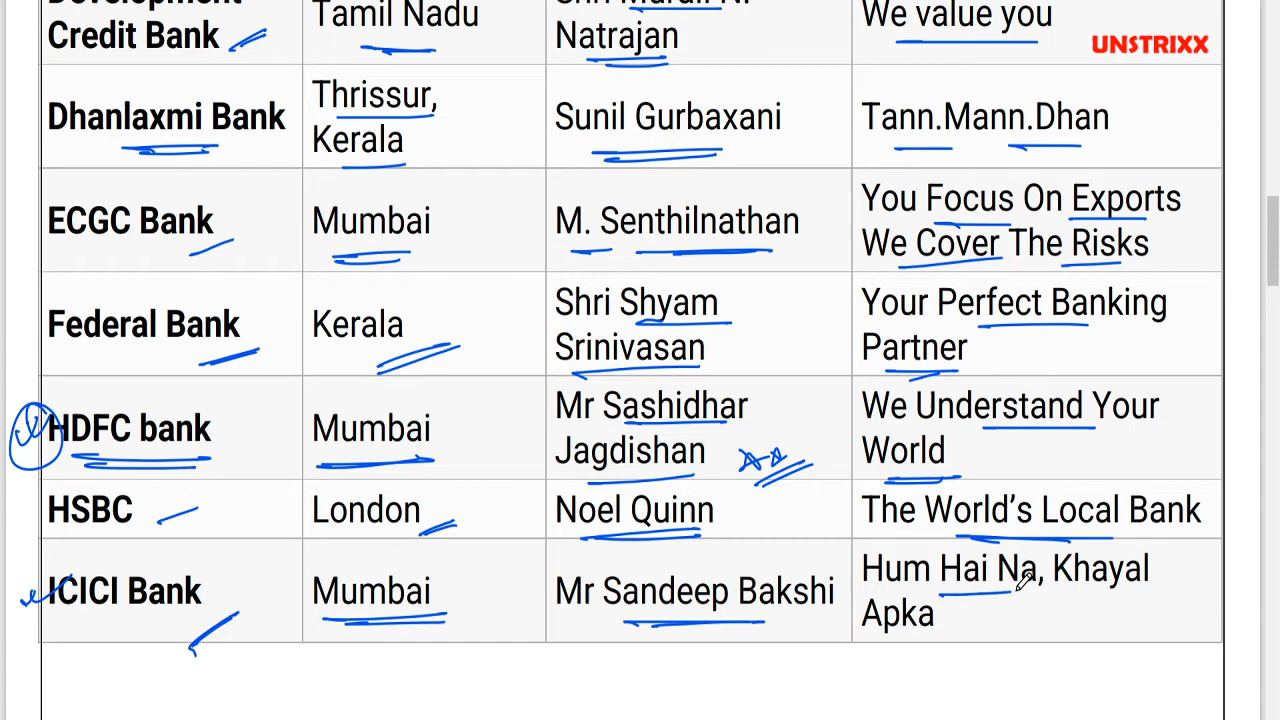 Credit Bank
Tamil Nadu
Natrajan
We value you
UNSTRIXX
Dhanlaxmi Bank
Thrissur,
Kerala
Sunil Gurbaxani
Tann.Mann.Dhan
ECGC Bank
Mumbai
M. Senthilnathan
You Focus On Exports
We Cover The Risks
Federal Bank
Kerala
Shri Shyam
Srinivasan
Your Perfect Banking
Partner
HDFC bank
Mumbai
Mr Sashidhar
Jagdishan
We Understand Your
World
HSBC
London
Noel Quinn
The World’s Local Bank
ICICI Bank
Mumbai
Mr Sandeep Bakshi
Hum Hai Na, Khayal
Apka